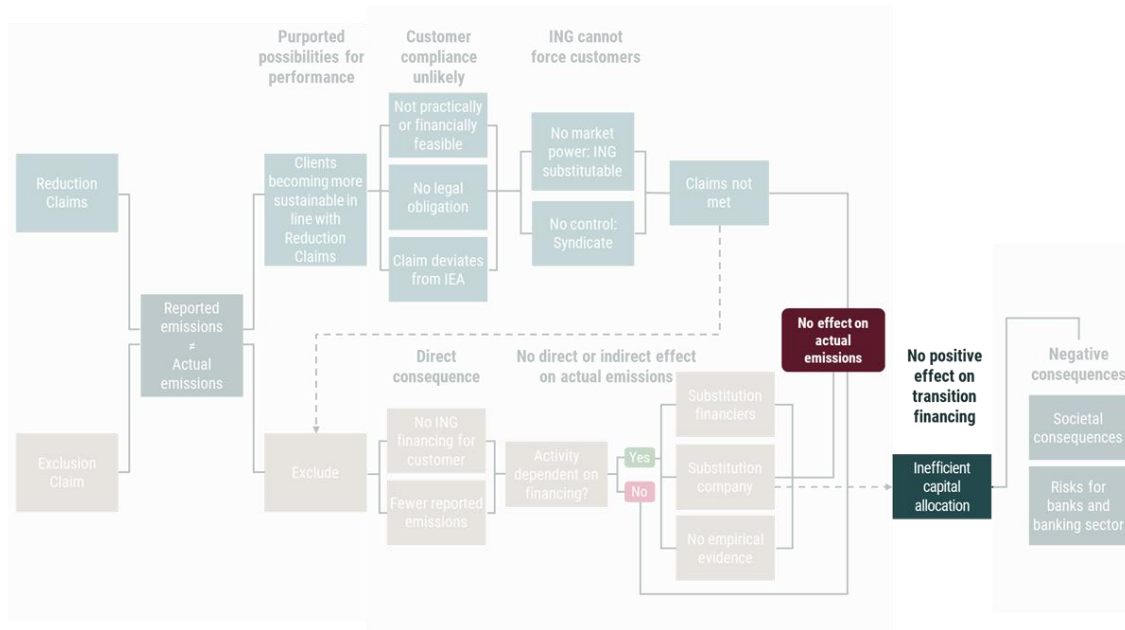 Purported
possibilities for
performance
Customer
compliance
unlikely
ING cannot
force customers
Reduction
Claims
Clients
becoming more
sustainable in
line with
Reduction
Claims
Not practically
or financially
feasible
No legal
obligation
Claim deviates
from IEA
No market
power: ING
substitutable
No control:
Syndicate
Claims not
met
Reported
emissions
≠
Actual
emissions
No effect on
actual
emissions
Direct
consequence
No direct or indirect effect
on actual emissions
Exclusion
Claim
Exclude
No ING
financing for
customer
Fewer reported
emissions
Activity
dependent on
financing?
Yes
No
Substitution
financiers
Substitution
company
No empirical
evidence
No positive
effect on
transition
financing
Inefficient
capital
allocation
Negative
consequences
Societal
consequences
Risks for
banks and
banking sector